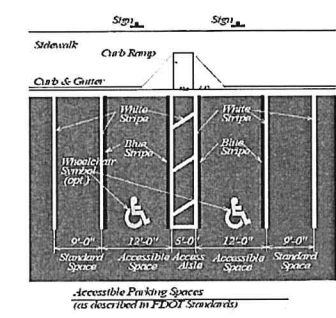 Sign Sign
Sidewalk
Curb Ramp
Curb & Gutter
White Stripe
White Stripe
Blue Stripe
Blue Stripe
Wheelchair Symbol (opt.)
9'-0" 12'-0" 5'-0 12'-0" 9'-0"
Standard Space
Accessible Space
Access Aisle
Accessible Space
Standard Space
Accessible Parking Spaces
(as described in FDOT Standards)